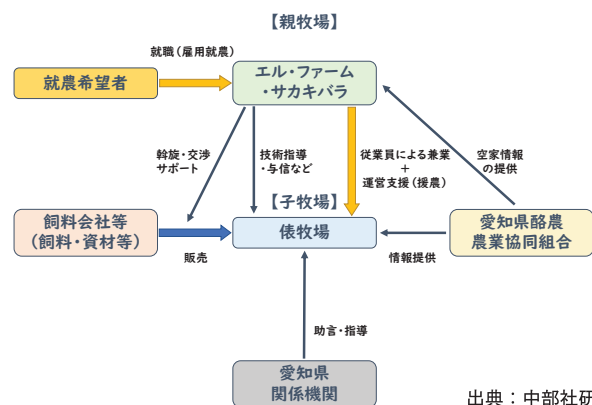 【親牧場】
就職(雇用就農)
就農希望者
エル・ファーム
・サカキバラ
斡旋・交渉
サポート
技術指導
・与信など
従業員による兼業
+
運営支援(援農)
空家情報
の提供
【子牧場】
飼料会社等
(飼料・資材等)
販売
俵牧場
情報提供
愛知県酪農
農業協同組合
助言・指導
愛知県
関係機関
出典:中部社研